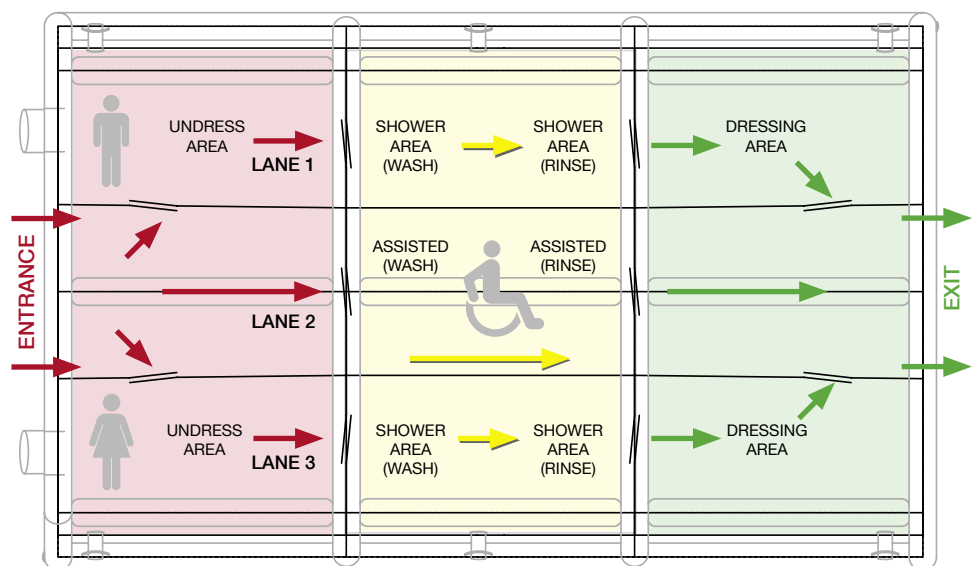 UNDRESS
AREA
LANE 1
SHOWER
AREA
(WASH)
SHOWER
AREA
(RINSE)
DRESSING
AREA
ENTRANCE
ASSISTED
(WASH)
ASSISTED
(RINSE)
LANE 2
EXIT
UNDRESS
AREA
LANE 3
SHOWER
AREA
(WASH)
SHOWER
AREA
(RINSE)
DRESSING
AREA